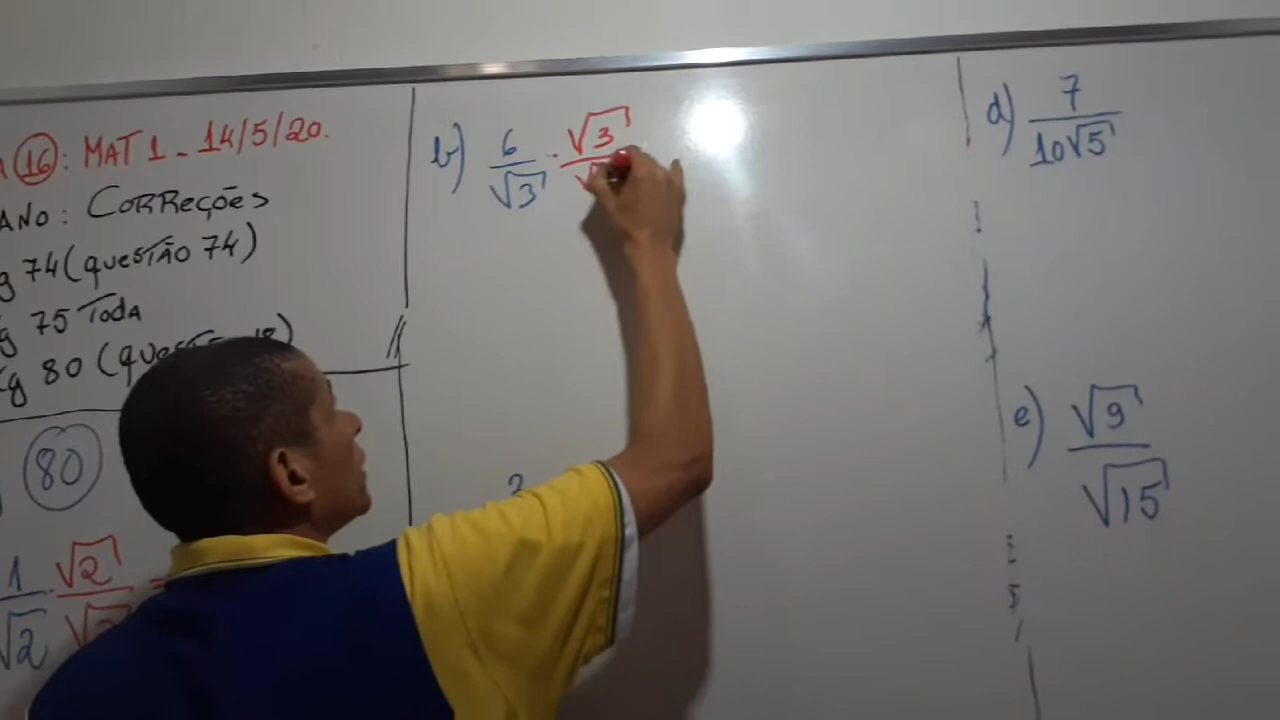 16: MAT 1 - 14/5/20.
ANO: CORREÇÕES
g 74 (QUESTÃO 74)
g 75 TODA
g 80 (
80
1/√2 · √2/√2 =
b) 6/√3 · √3/√
d) 7/10√5
e) √9/√15